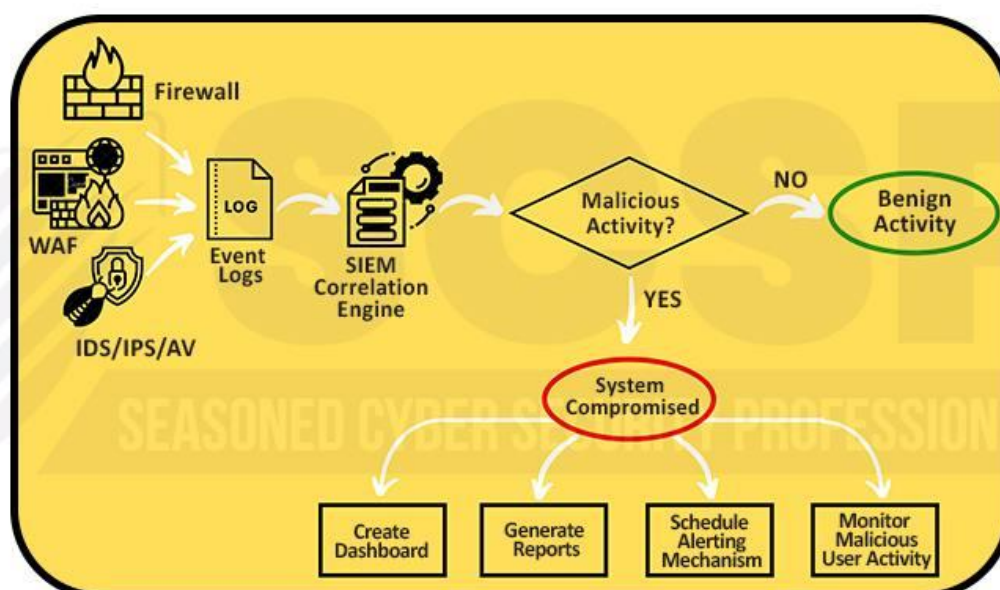 Firewall
WAF
IDS/IPS/AV
LOG
Event
Logs
SIEM
Correlation
Engine
Malicious
Activity?
NO
Benign
Activity
YES
System
Compromised
SEASONED CYBER SECURITY PROFESSION
Create
Dashboard
Generate
Reports
Schedule
Alerting
Mechanism
Monitor
Malicious
User Activity